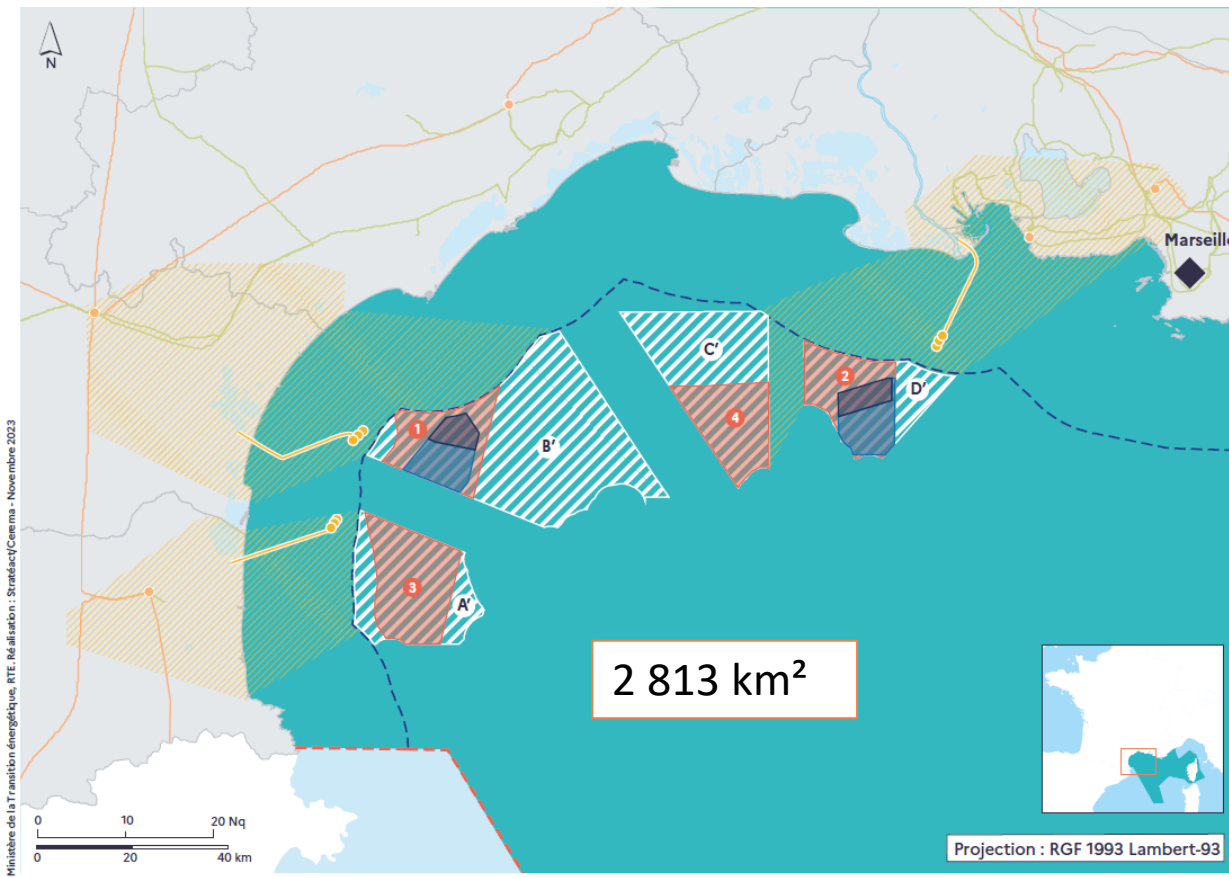 N
Marseille
C'
2
D'
1
4
B'
3
A'
2 813 km²
0 10 20 Nq
0 20 40 km
Projection : RGF 1993 Lambert-93
Ministère de la Transition énergétique, RTE. Réalisation : Stratéact/Cerema - Novembre 2023